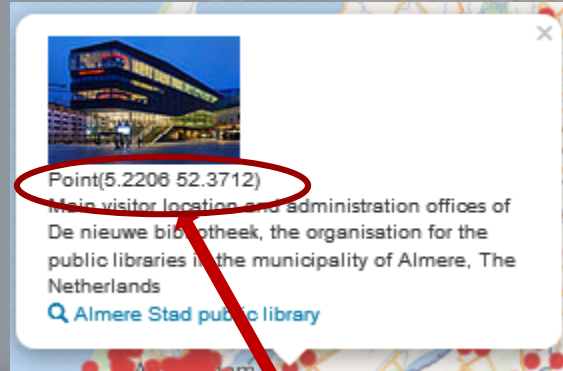 ×
Point(5.2206 52.3712)
Main visitor location and administration offices of
De nieuwe bibliotheek, the organisation for the
public libraries in the municipality of Almere, The
Netherlands
Almere Stad public library